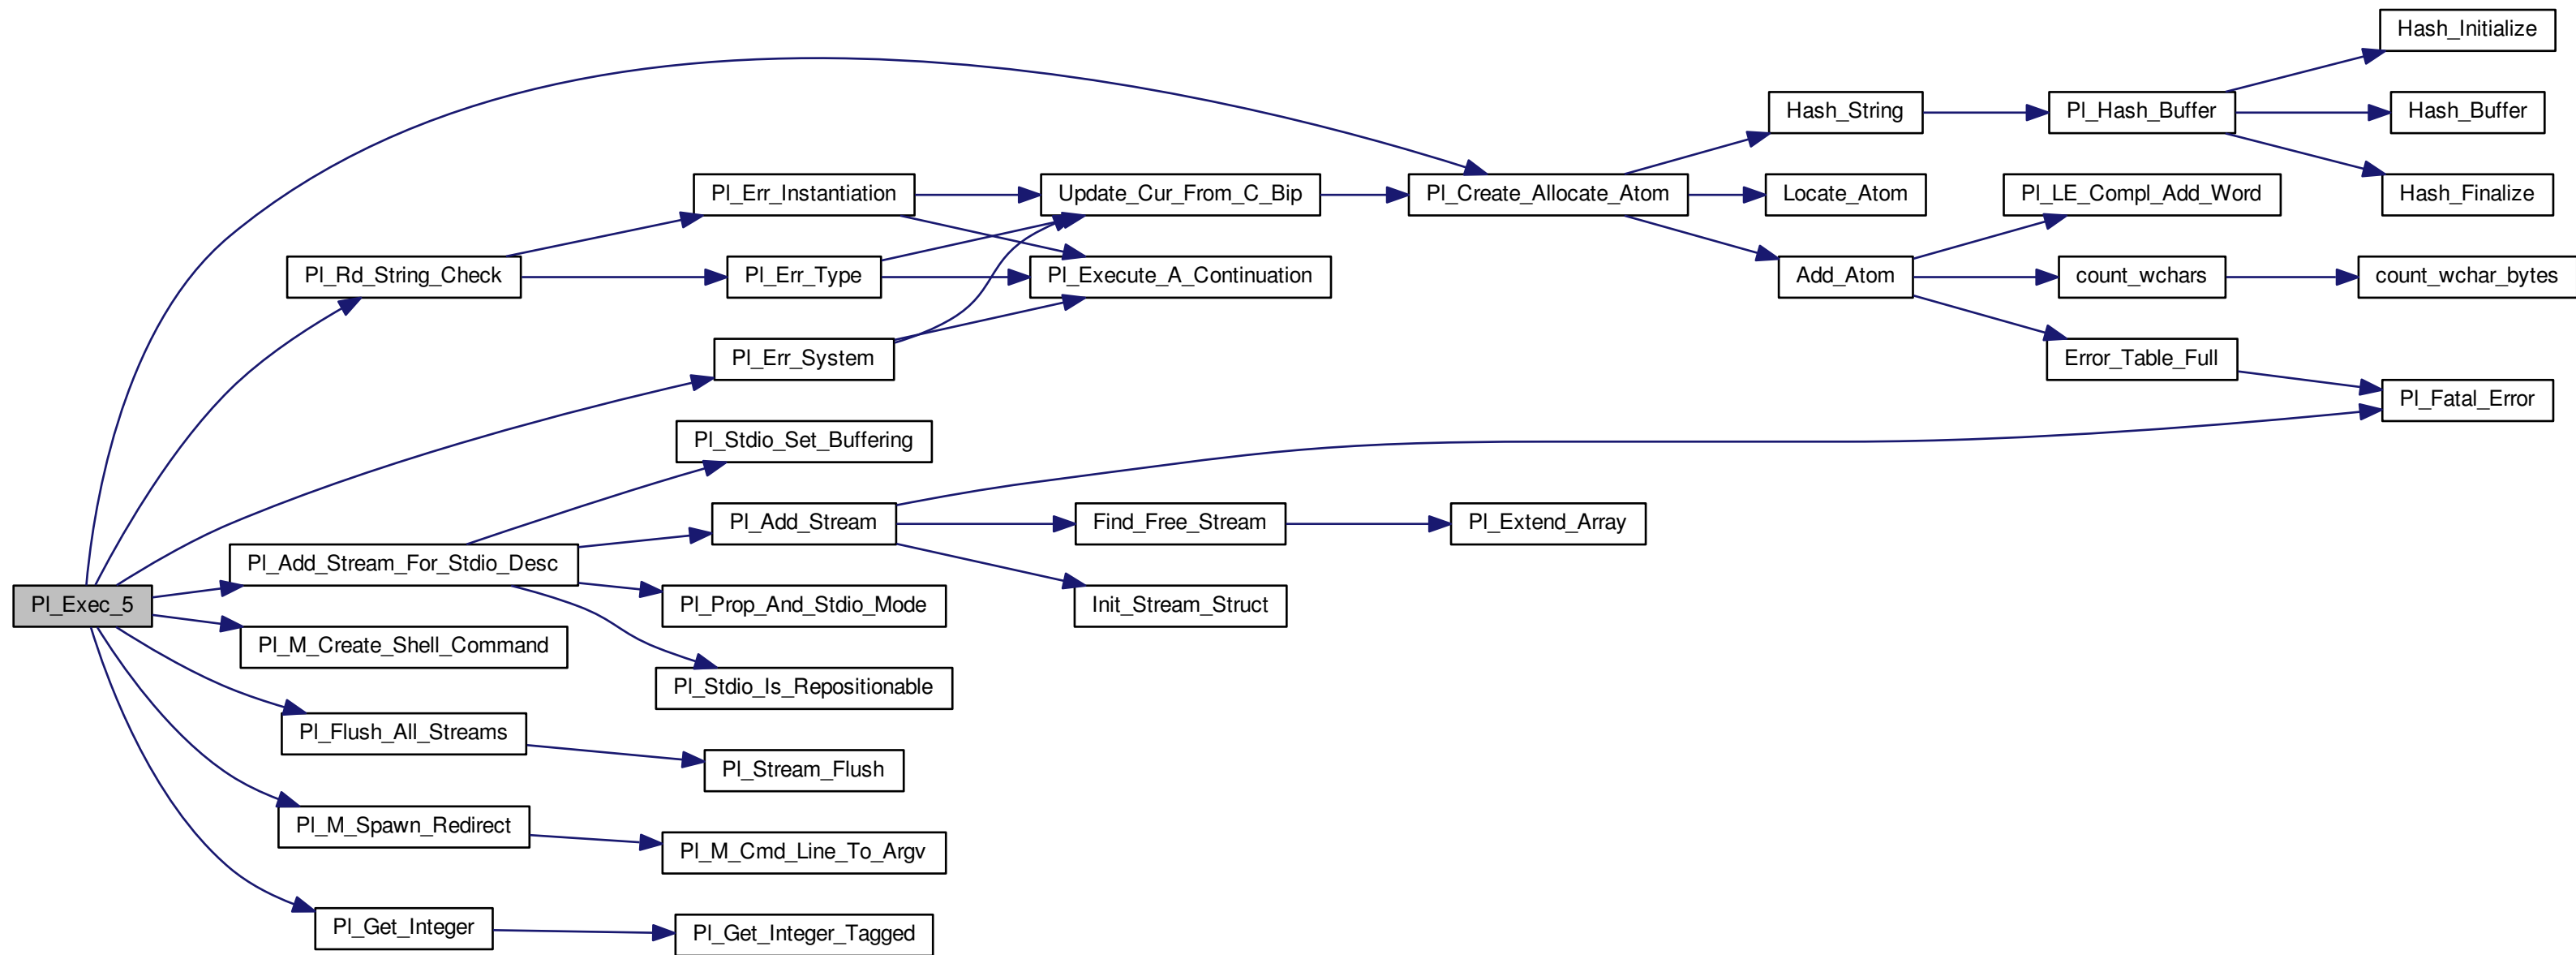 Hash_Initialize
Hash_String
Pl_Hash_Buffer
Hash_Buffer
Pl_Err_Instantiation
Update_Cur_From_C_Bip
Pl_Create_Allocate_Atom
Locate_Atom
Pl_LE_Compl_Add_Word
Hash_Finalize
Pl_Rd_String_Check
Pl_Err_Type
Pl_Execute_A_Continuation
Add_Atom
count_wchars
count_wchar_bytes
Pl_Err_System
Error_Table_Full
Pl_Fatal_Error
Pl_Stdio_Set_Buffering
Pl_Add_Stream
Find_Free_Stream
Pl_Extend_Array
Pl_Add_Stream_For_Stdio_Desc
Pl_Exec_5
Pl_Prop_And_Stdio_Mode
Init_Stream_Struct
Pl_M_Create_Shell_Command
Pl_Stdio_Is_Repositionable
Pl_Flush_All_Streams
Pl_Stream_Flush
Pl_M_Spawn_Redirect
Pl_M_Cmd_Line_To_Argv
Pl_Get_Integer
Pl_Get_Integer_Tagged